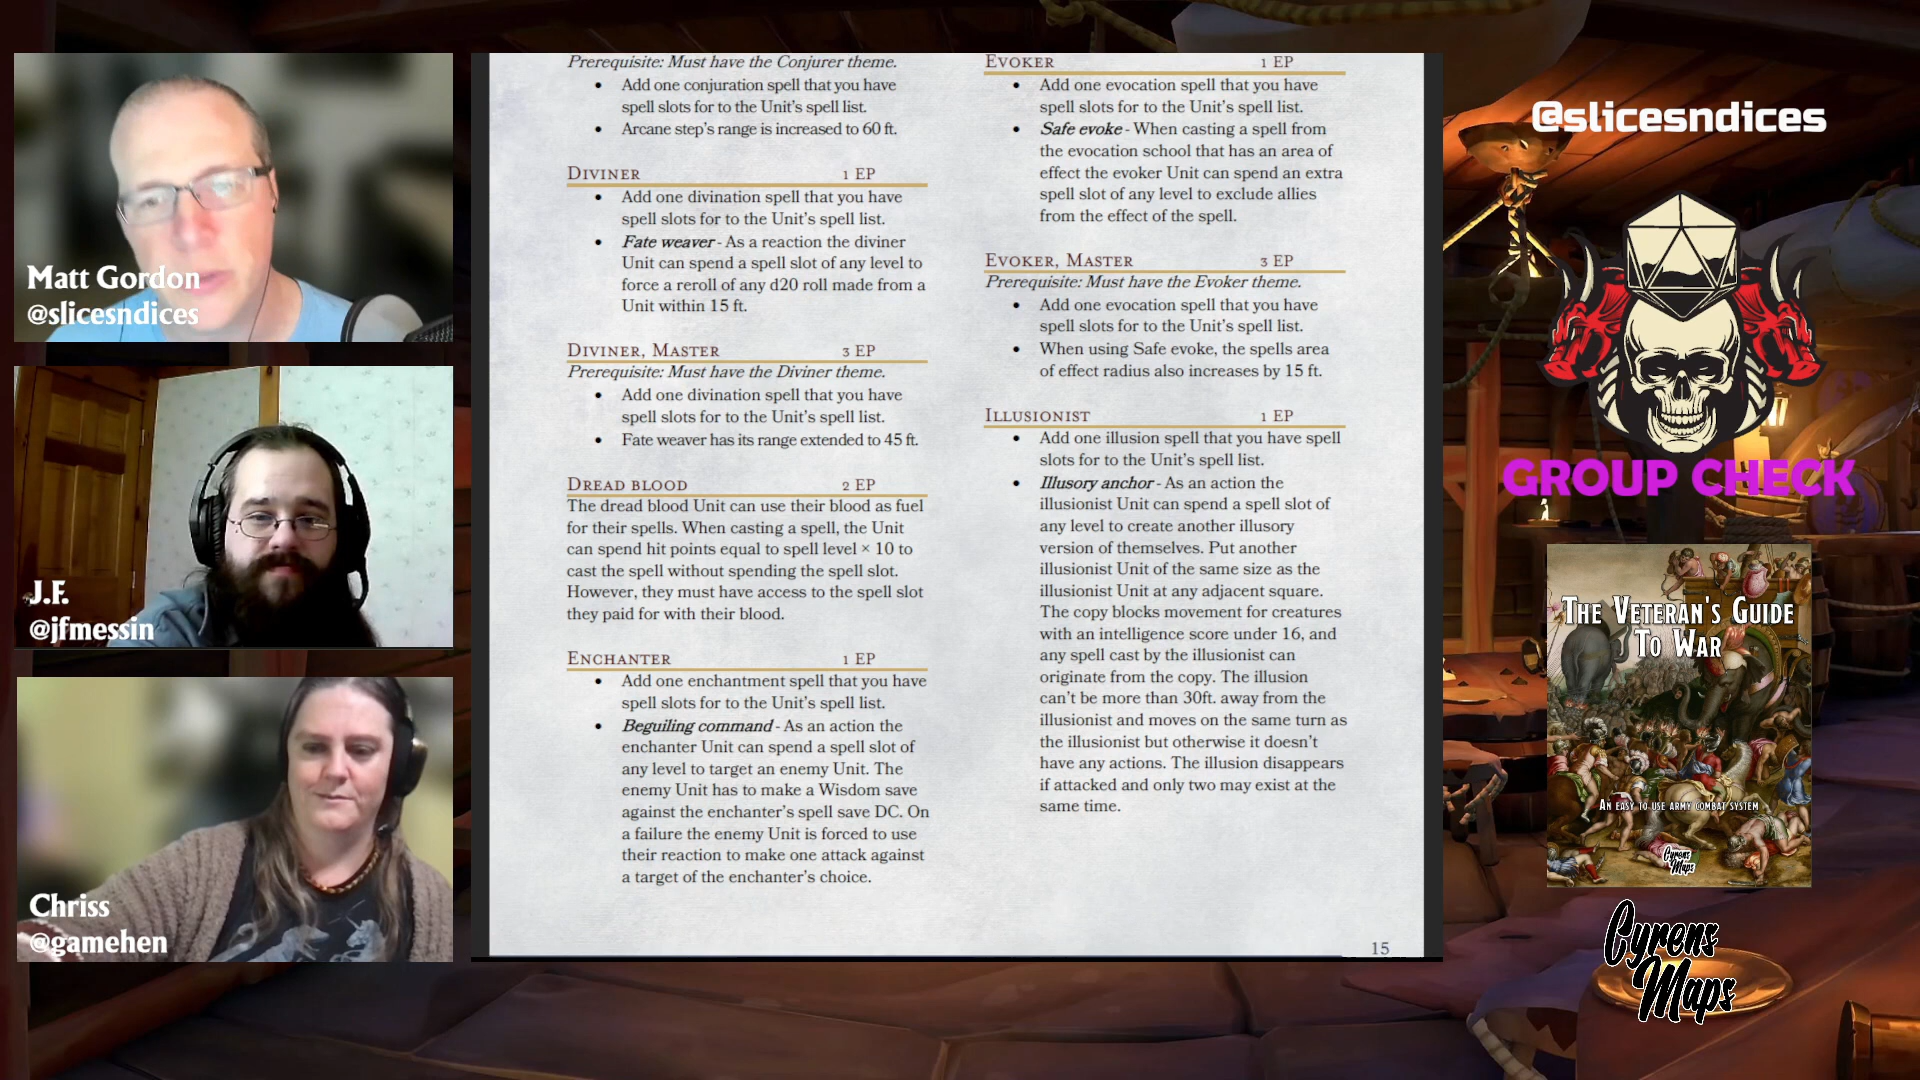 Matt Gordon
@slicesndices
J.F.
@jfmessin
Chriss
@gamehen
Prerequisite: Must have the Conjurer theme.
• Add one conjuration spell that you have
spell slots for to the Unit's spell list.
• Arcane step's range is increased to 60 ft.
DIVINER 1 EP
• Add one divination spell that you have
spell slots for to the Unit's spell list.
• Fate weaver - As a reaction the diviner
Unit can spend a spell slot of any level to
force a reroll of any d20 roll made from a
Unit within 15 ft.
DIVINER, MASTER 3 EP
Prerequisite: Must have the Diviner theme.
• Add one divination spell that you have
spell slots for to the Unit's spell list.
• Fate weaver has its range extended to 45 ft.
DREAD BLOOD 2 EP
The dread blood Unit can use their blood as fuel
for their spells. When casting a spell, the Unit
can spend hit points equal to spell level × 10 to
cast the spell without spending the spell slot.
However, they must have access to the spell slot
they paid for with their blood.
ENCHANTER 1 EP
• Add one enchantment spell that you have
spell slots for to the Unit's spell list.
• Beguiling command - As an action the
enchanter Unit can spend a spell slot of
any level to target an enemy Unit. The
enemy Unit has to make a Wisdom save
against the enchanter's spell save DC. On
a failure the enemy Unit is forced to use
their reaction to make one attack against
a target of the enchanter's choice.
EVOKER 1 EP
• Add one evocation spell that you have
spell slots for to the Unit's spell list.
• Safe evoke - When casting a spell from
the evocation school that has an area of
effect the evoker Unit can spend an extra
spell slot of any level to exclude allies
from the effect of the spell.
EVOKER, MASTER 3 EP
Prerequisite: Must have the Evoker theme.
• Add one evocation spell that you have
spell slots for to the Unit's spell list.
• When using Safe evoke, the spells area
of effect radius also increases by 15 ft.
ILLUSIONIST 1 EP
• Add one illusion spell that you have spell
slots for to the Unit's spell list.
• Illusory anchor - As an action the
illusionist Unit can spend a spell slot of
any level to create another illusory
version of themselves. Put another
illusionist Unit of the same size as the
illusionist Unit at any adjacent square.
The copy blocks movement for creatures
with an intelligence score under 16, and
any spell cast by the illusionist can
originate from the copy. The illusion
can't be more than 30ft. away from the
illusionist and moves on the same turn as
the illusionist but otherwise it doesn't
have any actions. The illusion disappears
if attacked and only two may exist at the
same time.
15
@slicesndices
GROUP CHECK
THE VETERAN'S GUIDE
TO WAR
AN EASY TO USE ARMY COMBAT SYSTEM
Cyrens
Maps
Cyrens
Maps